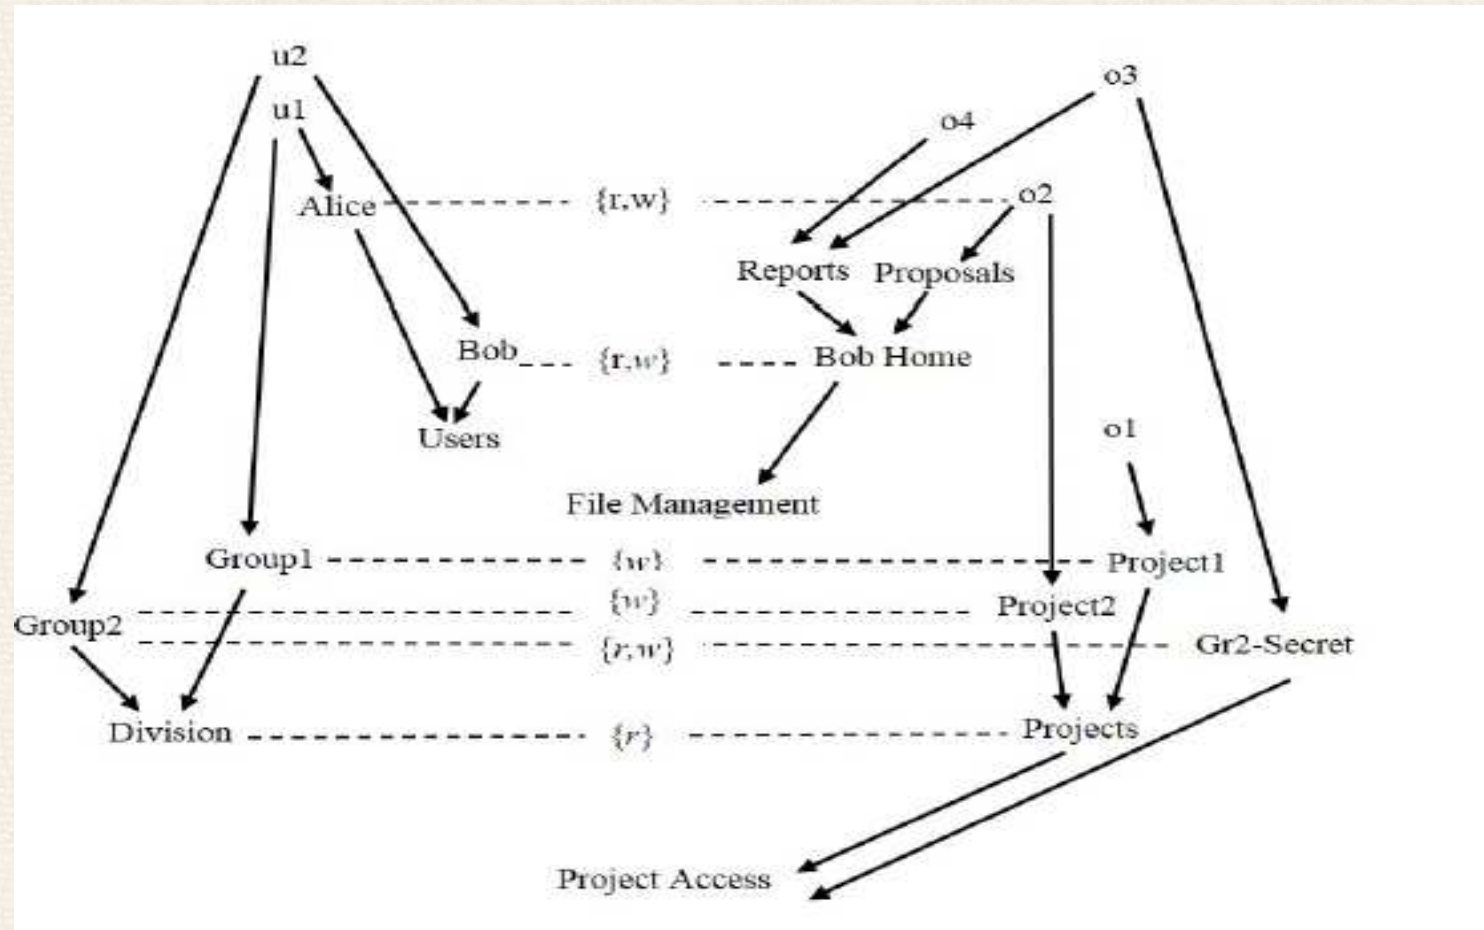 u2
o3
u1
o4
Alice {r,w} o2
Reports Proposals
Bob {r,w} Bob Home
o1
Users
File Management
Group1 {w} Project1
{w} Project2
Group2 {r,w} Gr2-Secret
Division {r} Projects
Project Access